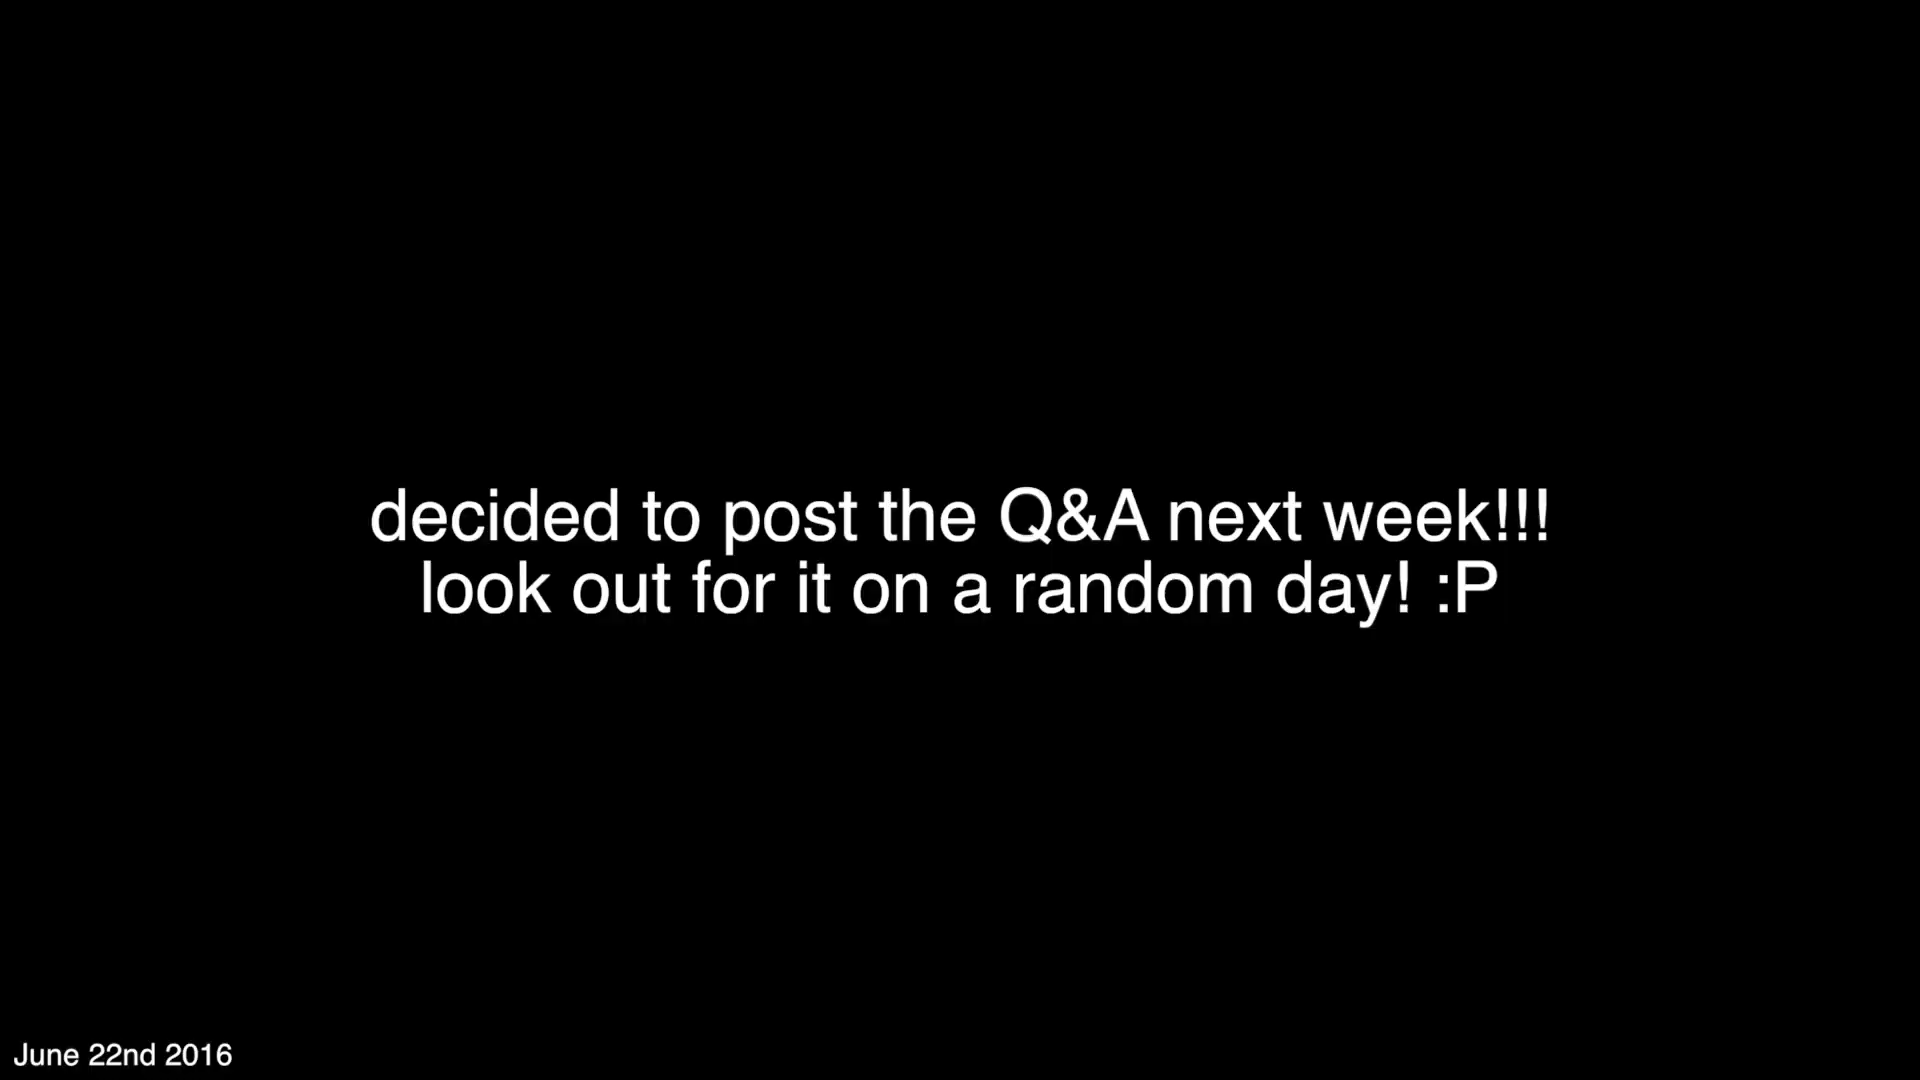 decided to post the Q&A next week!!!
look out for it on a random day! :P
June 22nd 2016